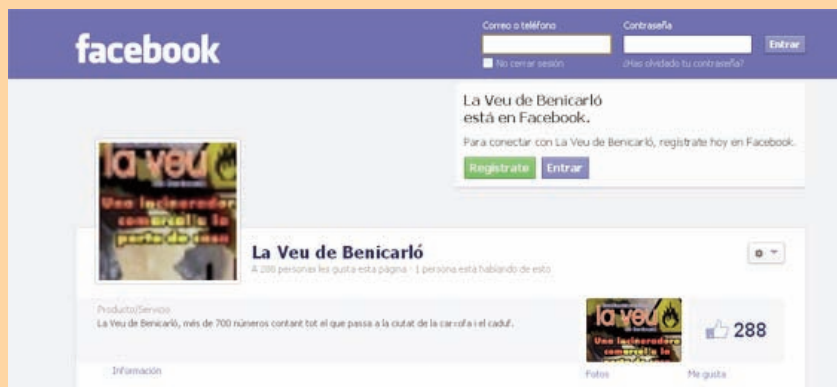 facebook
Correo o teléfono
Contraseña
Entrar
No cerrar sesión
¿Has olvidado tu contraseña?
La Veu de Benicarló
está en Facebook.
Para conectar con La Veu de Benicarló, regístrate hoy en Facebook.
Regístrate Entrar
la veu
Una incineradora
comarcal a la
porta de casa
La Veu de Benicarló
A 288 personas les gusta esta página · 1 persona está hablando de esto
Producto/Servicio
La Veu de Benicarló, més de 700 números contant tot el que passa a la ciutat de la carxofa i el caduf.
Información
la veu
Una incineradora
comarcal a la
288
Fotos
Me gusta